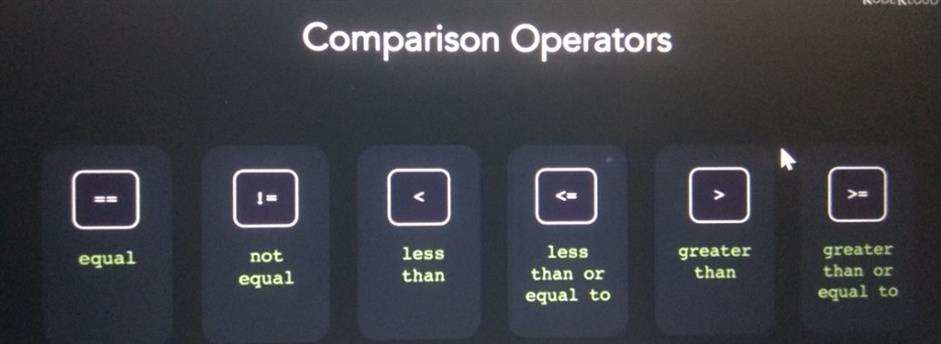 KODEKLOUD
Comparison Operators
==
equal
!=
not
equal
<
less
than
<=
less
than or
equal to
>
greater
than
>=
greater
than or
equal to